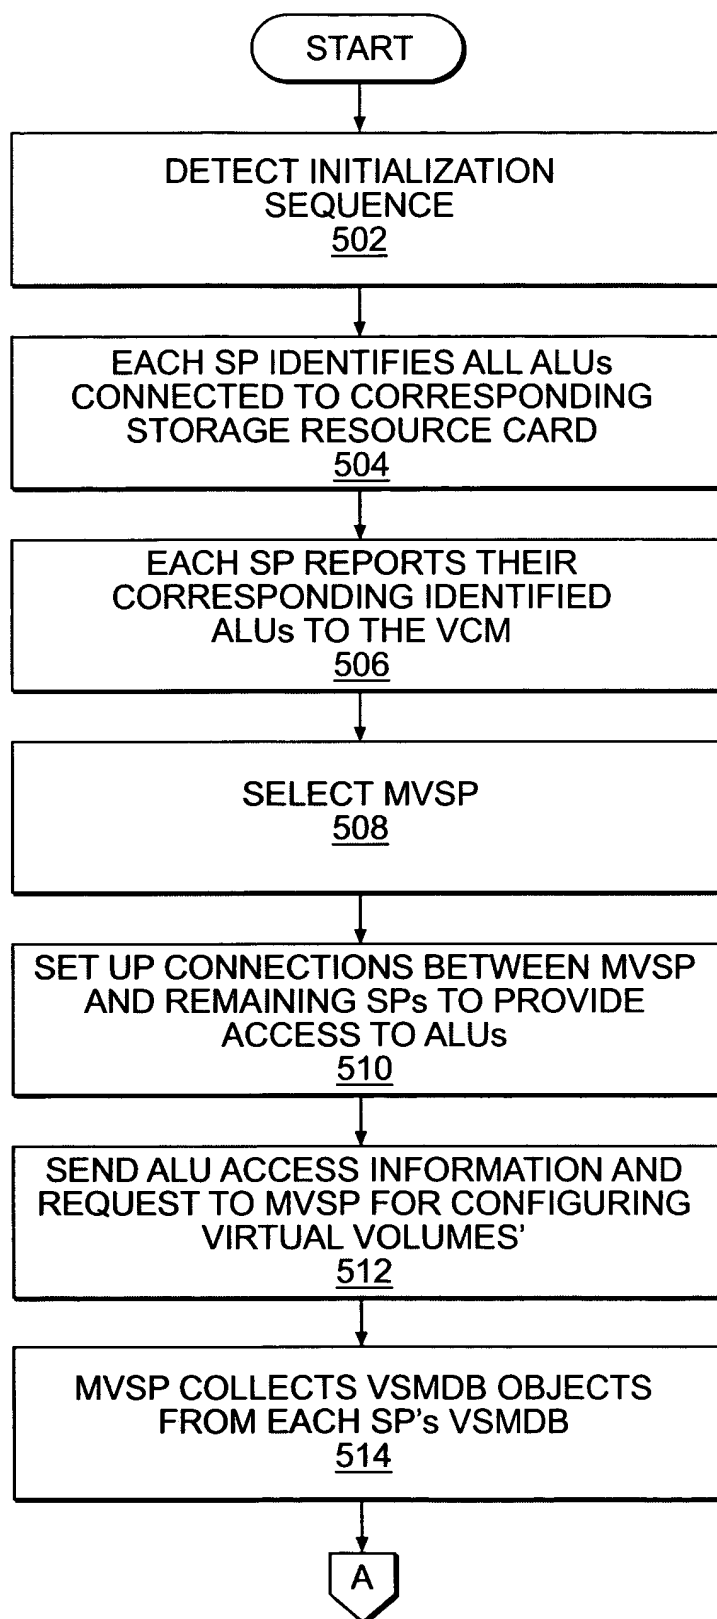 START
DETECT INITIALIZATION
SEQUENCE
502
EACH SP IDENTIFIES ALL ALUs
CONNECTED TO CORRESPONDING
STORAGE RESOURCE CARD
504
EACH SP REPORTS THEIR
CORRESPONDING IDENTIFIED
ALUs TO THE VCM
506
SELECT MVSP
508
SET UP CONNECTIONS BETWEEN MVSP
AND REMAINING SPs TO PROVIDE
ACCESS TO ALUs
510
SEND ALU ACCESS INFORMATION AND
REQUEST TO MVSP FOR CONFIGURING
VIRTUAL VOLUMES'
512
MVSP COLLECTS VSMDB OBJECTS
FROM EACH SP's VSMDB
514
A